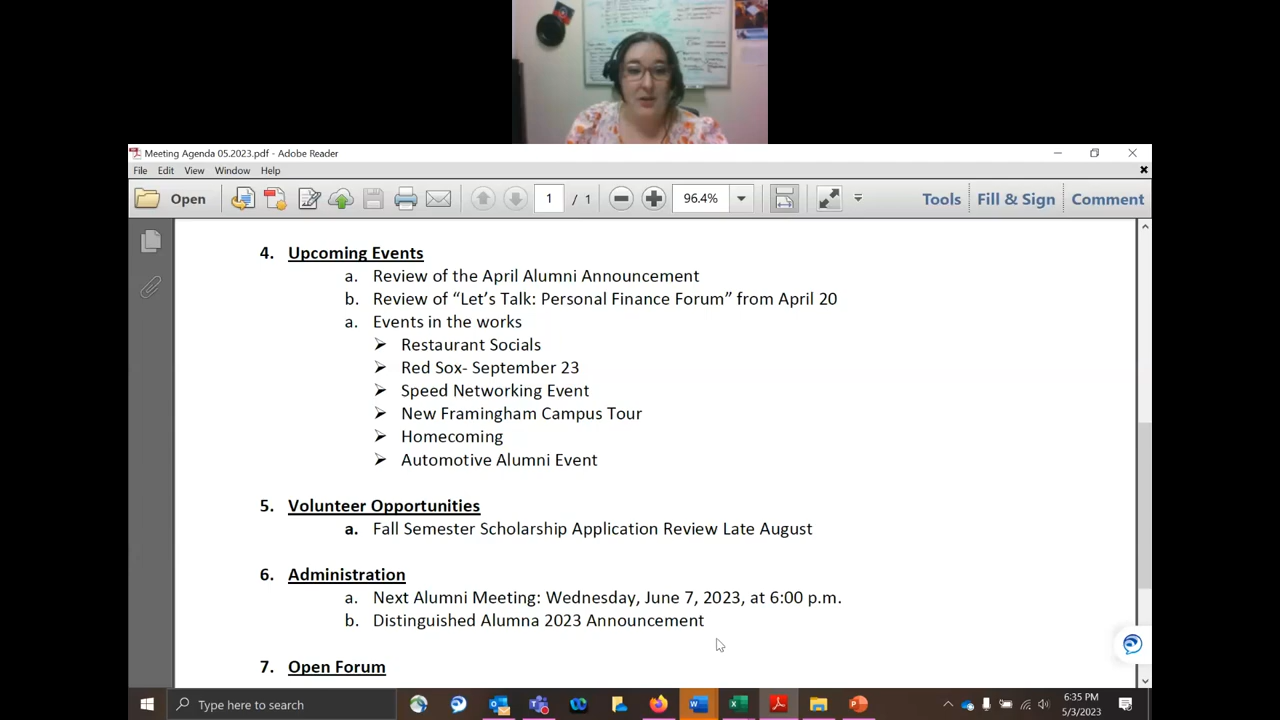 Meeting Agenda 05.2023.pdf - Adobe Reader
File Edit View Window Help
Open 1 / 1 96.4% Tools Fill & Sign Comment
4. Upcoming Events
a. Review of the April Alumni Announcement
b. Review of “Let’s Talk: Personal Finance Forum” from April 20
a. Events in the works
➢ Restaurant Socials
➢ Red Sox- September 23
➢ Speed Networking Event
➢ New Framingham Campus Tour
➢ Homecoming
➢ Automotive Alumni Event
5. Volunteer Opportunities
a. Fall Semester Scholarship Application Review Late August
6. Administration
a. Next Alumni Meeting: Wednesday, June 7, 2023, at 6:00 p.m.
b. Distinguished Alumna 2023 Announcement
7. Open Forum
Type here to search
6:35 PM
5/3/2023